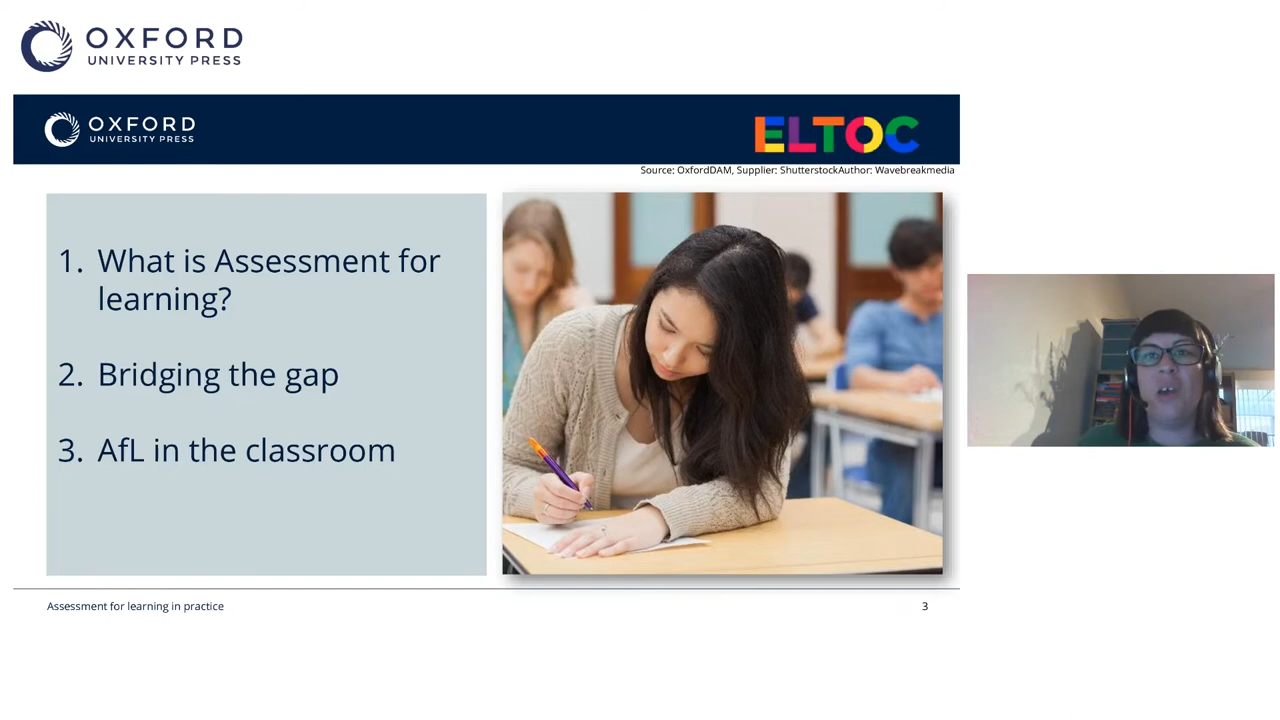 OXFORD
UNIVERSITY PRESS
OXFORD
UNIVERSITY PRESS
ELTOC
Source: OxfordDAM, Supplier: ShutterstockAuthor: Wavebreakmedia
1. What is Assessment for
learning?
2. Bridging the gap
3. AfL in the classroom
Assessment for learning in practice
3